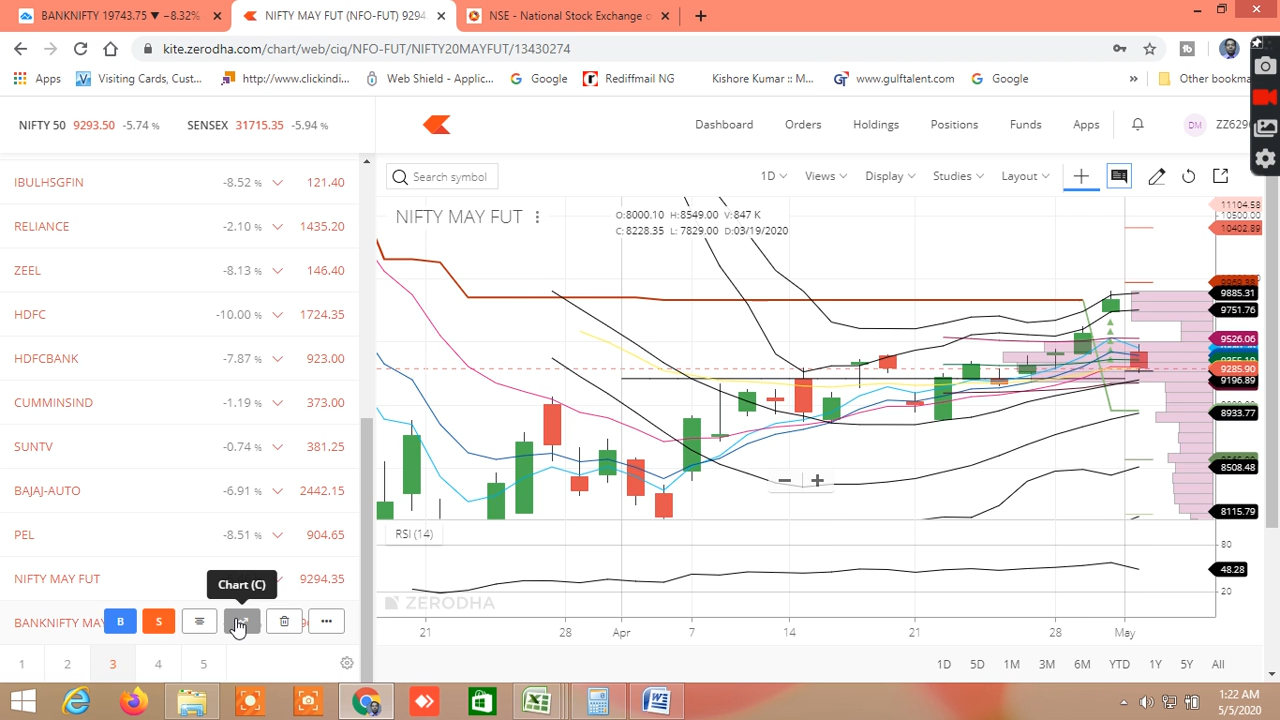 BANKNIFTY 19743.75 ▼ −8.32% ×
NIFTY MAY FUT (NFO-FUT) 9294. ×
NSE - National Stock Exchange o ×
+
kite.zerodha.com/chart/web/ciq/NFO-FUT/NIFTY20MAYFUT/13430274
Apps
Visiting Cards, Cust...
http://www.clickindi...
Web Shield - Applic...
Google
Rediffmail NG
Kishore Kumar :: M...
www.gulftalent.com
Google
»
Other bookma
NIFTY 50 9293.50 -5.74 %
SENSEX 31715.35 -5.94 %
Dashboard Orders Holdings Positions Funds Apps
DM ZZ629
IBULHSGFIN -8.52 % 121.40
RELIANCE -2.10 % 1435.20
ZEEL -8.13 % 146.40
HDFC -10.00 % 1724.35
HDFCBANK -7.87 % 923.00
CUMMINSIND -1.19 % 373.00
SUNTV -0.74 % 381.25
BAJAJ-AUTO -6.91 % 2442.15
PEL -8.51 % 904.65
Chart (C)
NIFTY MAY FUT 9294.35
BANKNIFTY MA B S
1 2 3 4 5
Search symbol
1D Views Display Studies Layout
NIFTY MAY FUT
O:8000.10 H:8549.00 V:847 K
C:8228.35 L: 7829.00 D:03/19/2020
11104.58
10500.00
10402.89
9885.31
9751.76
9526.06
9285.90
9196.89
8933.77
8508.48
8115.79
RSI (14)
80
48.28
20
ZERODHA
21 28 Apr 7 14 21 28 May
1D 5D 1M 3M 6M YTD 1Y 5Y All
1:22 AM
5/5/2020